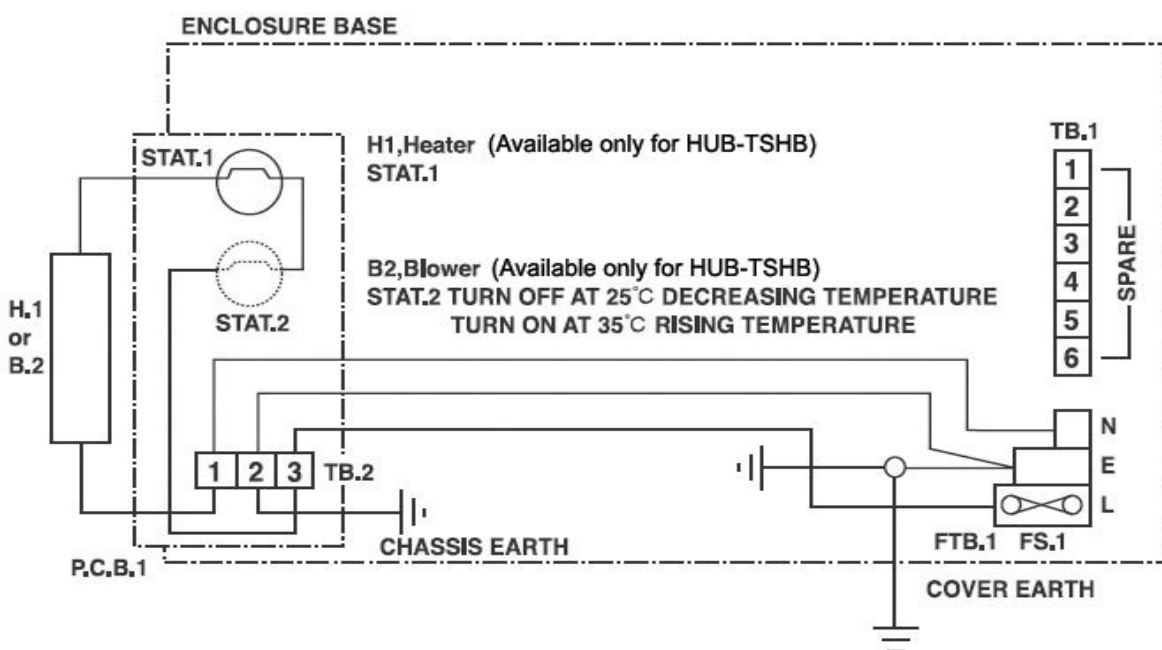 ENCLOSURE BASE
STAT.1
H1,Heater (Available only for HUB-TSHB)
STAT.1
B2,Blower (Available only for HUB-TSHB)
STAT.2 TURN OFF AT 25°C DECREASING TEMPERATURE
TURN ON AT 35°C RISING TEMPERATURE
STAT.2
H.1
or
B.2
TB.1
1
2
3
4
5
6
SPARE
N
E
L
1 2 3 TB.2
CHASSIS EARTH
P.C.B.1
FTB.1 FS.1
COVER EARTH